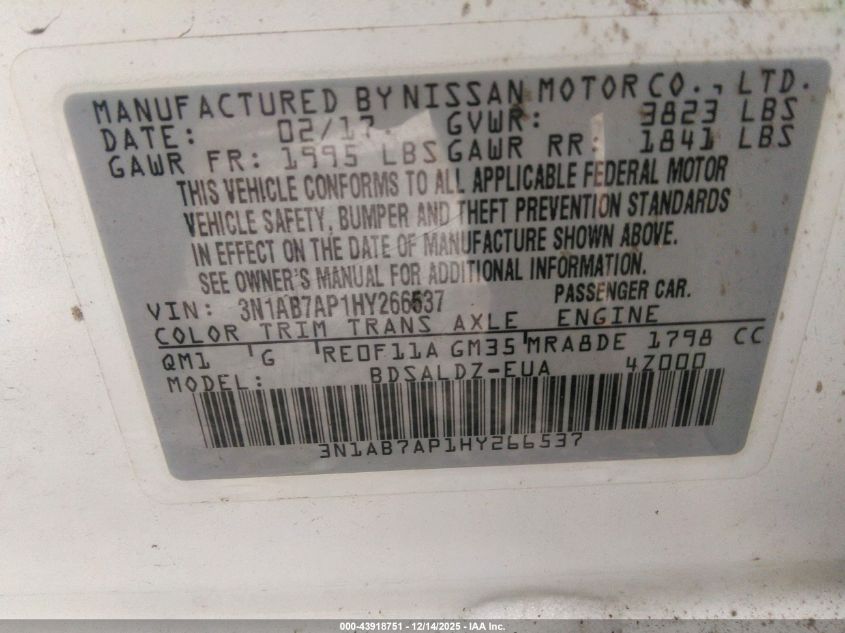 MANUFACTURED BY NISSAN MOTOR CO., LTD.
DATE: 02/17 GVWR: 3823 LBS
GAWR FR: 1995 LBS GAWR RR: 1841 LBS
THIS VEHICLE CONFORMS TO ALL APPLICABLE FEDERAL MOTOR
VEHICLE SAFETY, BUMPER AND THEFT PREVENTION STANDARDS
IN EFFECT ON THE DATE OF MANUFACTURE SHOWN ABOVE.
SEE OWNER'S MANUAL FOR ADDITIONAL INFORMATION.
VIN: 3N1AB7AP1HY266537 PASSENGER CAR.
COLOR TRIM TRANS AXLE ENGINE
QM1 G RE0F11A GM35 MRA8DE 1798 CC
MODEL: BDSALDZ-EUA 4Z000
3N1AB7AP1HY266537
000-43918751 - 12/14/2025 - IAA Inc.